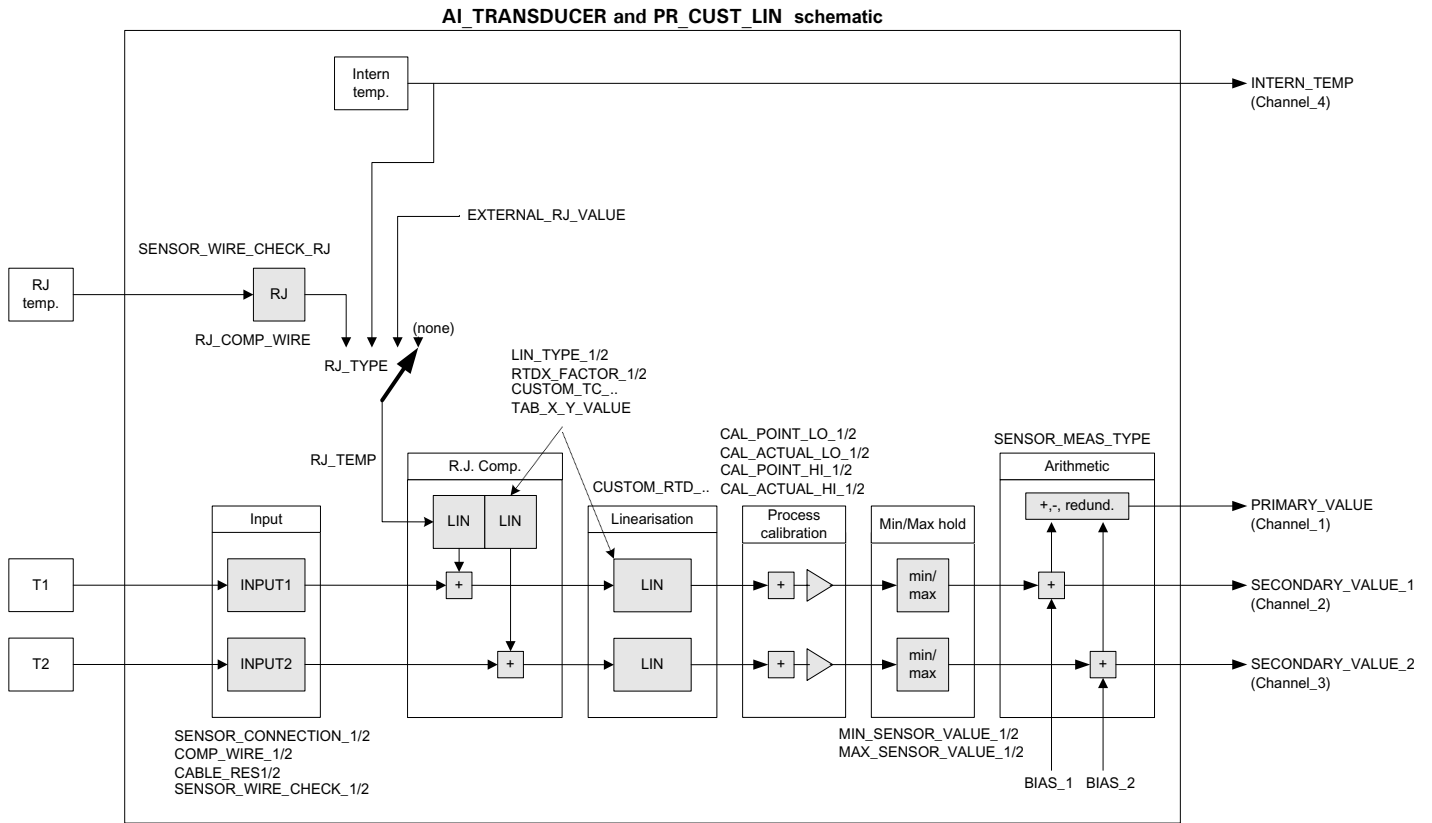 AI_TRANSDUCER and PR_CUST_LIN schematic
Intern
temp.
INTERN_TEMP
(Channel_4)
EXTERNAL_RJ_VALUE
SENSOR_WIRE_CHECK_RJ
RJ
temp.
RJ
RJ_COMP_WIRE
(none)
RJ_TYPE
LIN_TYPE_1/2
RTDX_FACTOR_1/2
CUSTOM_TC_..
TAB_X_Y_VALUE
RJ_TEMP
CAL_POINT_LO_1/2
CAL_ACTUAL_LO_1/2
CAL_POINT_HI_1/2
CAL_ACTUAL_HI_1/2
SENSOR_MEAS_TYPE
R.J. Comp.
Arithmetic
CUSTOM_RTD_..
Input
LIN
LIN
Linearisation
Process
calibration
Min/Max hold
+,-, redund.
PRIMARY_VALUE
(Channel_1)
T1
INPUT1
+
LIN
+
min/
max
+
SECONDARY_VALUE_1
(Channel_2)
T2
INPUT2
+
LIN
+
min/
max
+
SECONDARY_VALUE_2
(Channel_3)
SENSOR_CONNECTION_1/2
COMP_WIRE_1/2
CABLE_RES1/2
SENSOR_WIRE_CHECK_1/2
MIN_SENSOR_VALUE_1/2
MAX_SENSOR_VALUE_1/2
BIAS_1
BIAS_2